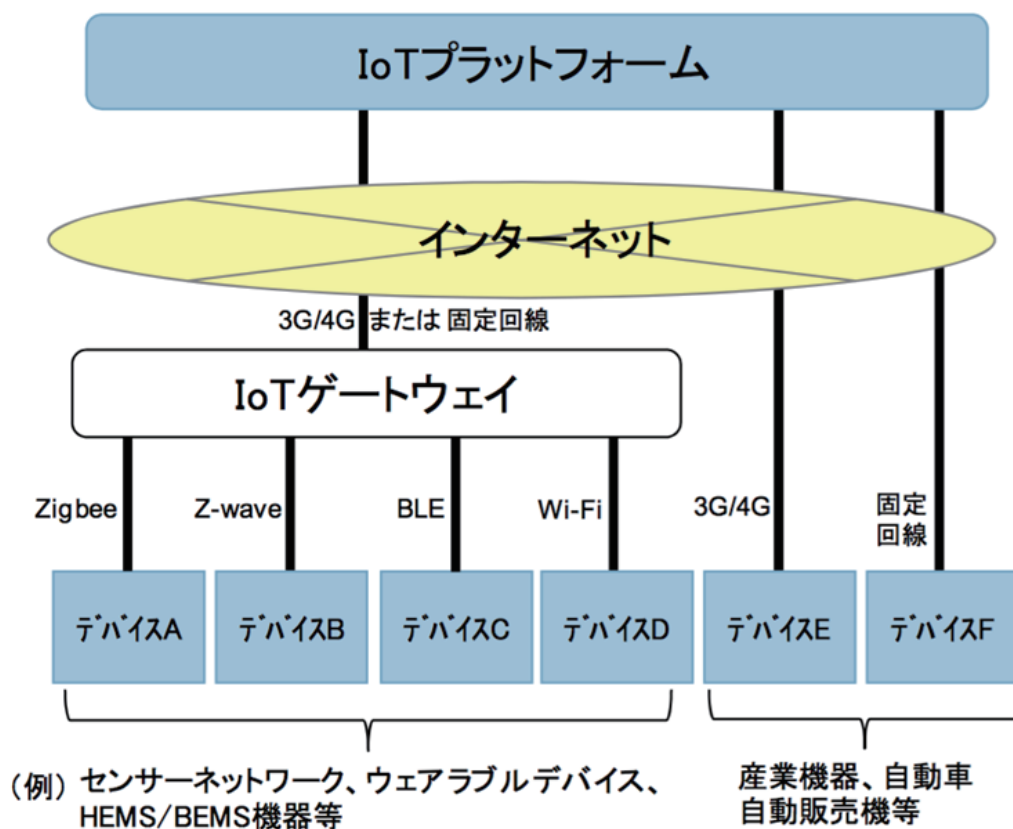 IoTプラットフォーム
インターネット
3G/4G または 固定回線
IoTゲートウェイ
Zigbee
Z-wave
BLE
Wi-Fi
3G/4G
固定
回線
デバイスA
デバイスB
デバイスC
デバイスD
デバイスE
デバイスF
(例) センサーネットワーク、ウェアラブルデバイス、
HEMS/BEMS機器等
産業機器、自動車
自動販売機等